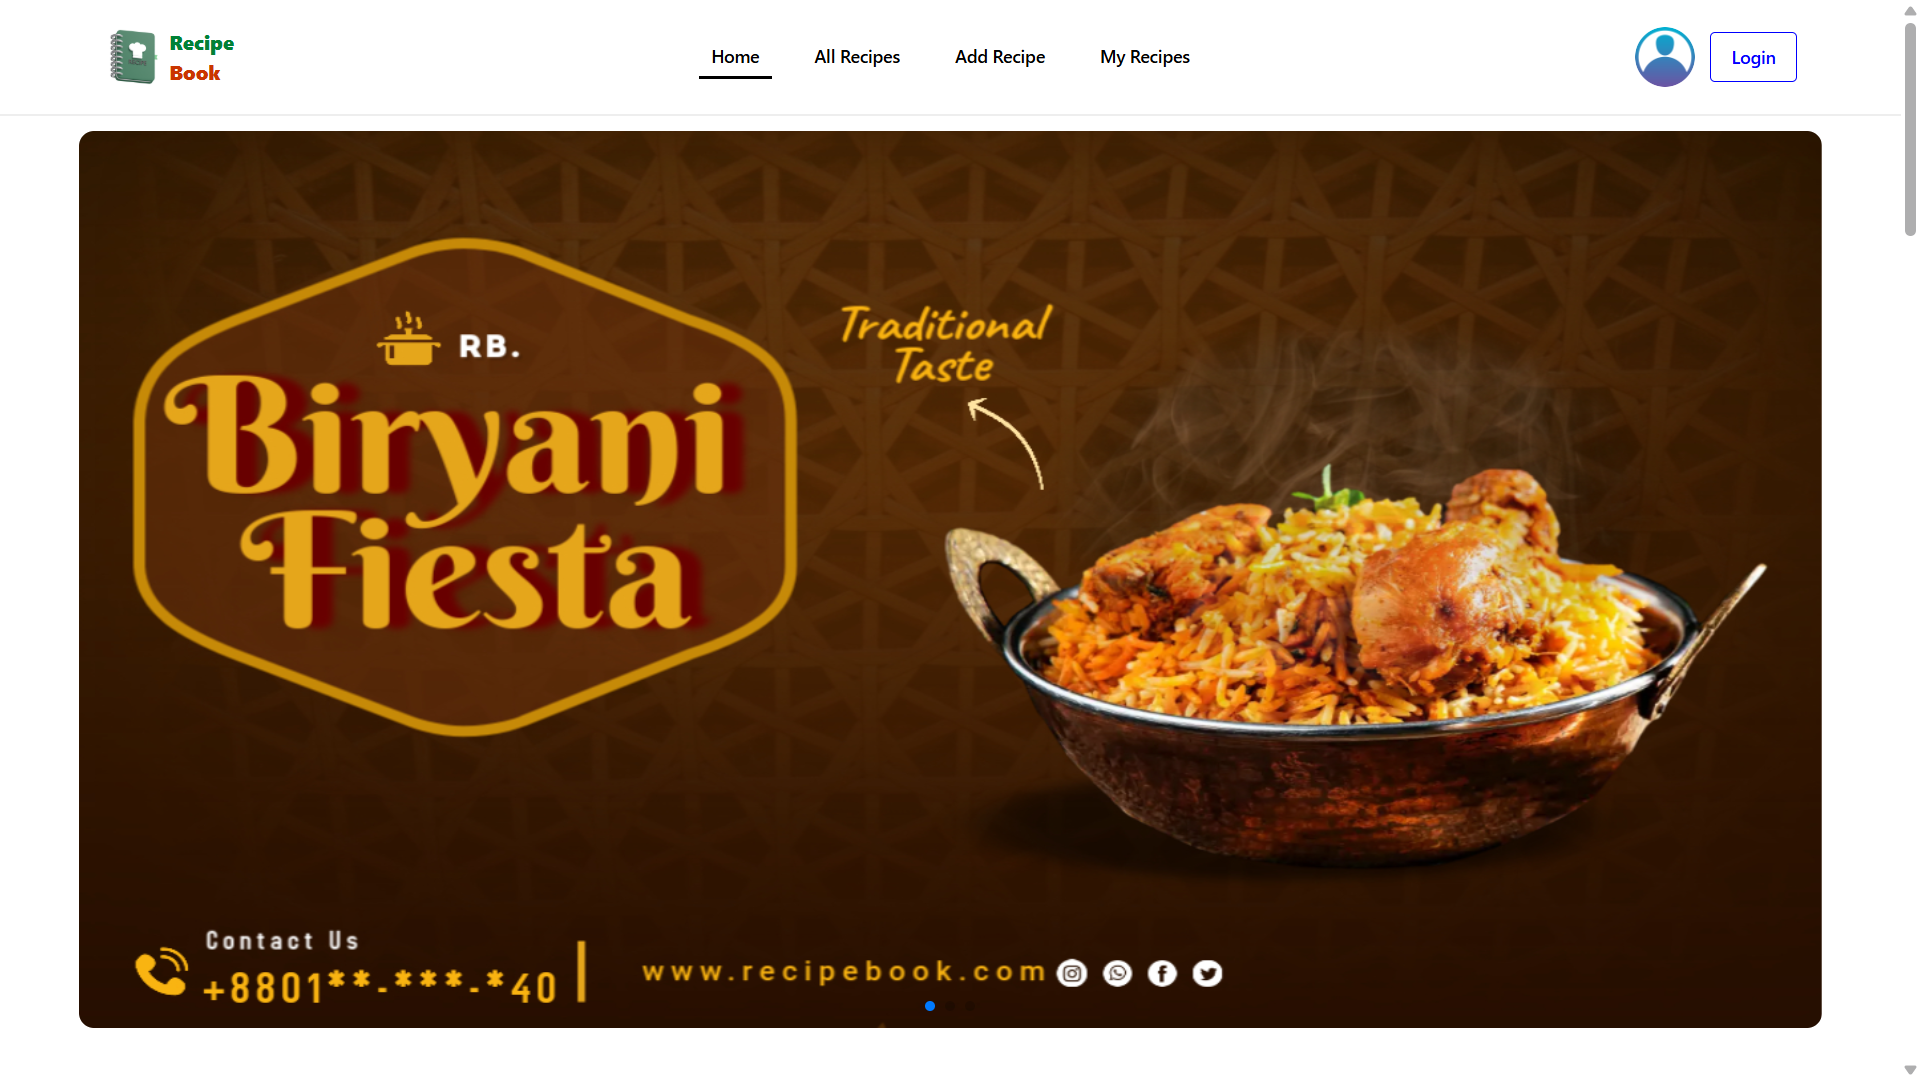 Recipe
Book
Home
All Recipes
Add Recipe
My Recipes
Login
RB.
Biryani
Fiesta
Traditional
Taste
Contact Us
+8801**-***-*40
www.recipebook.com